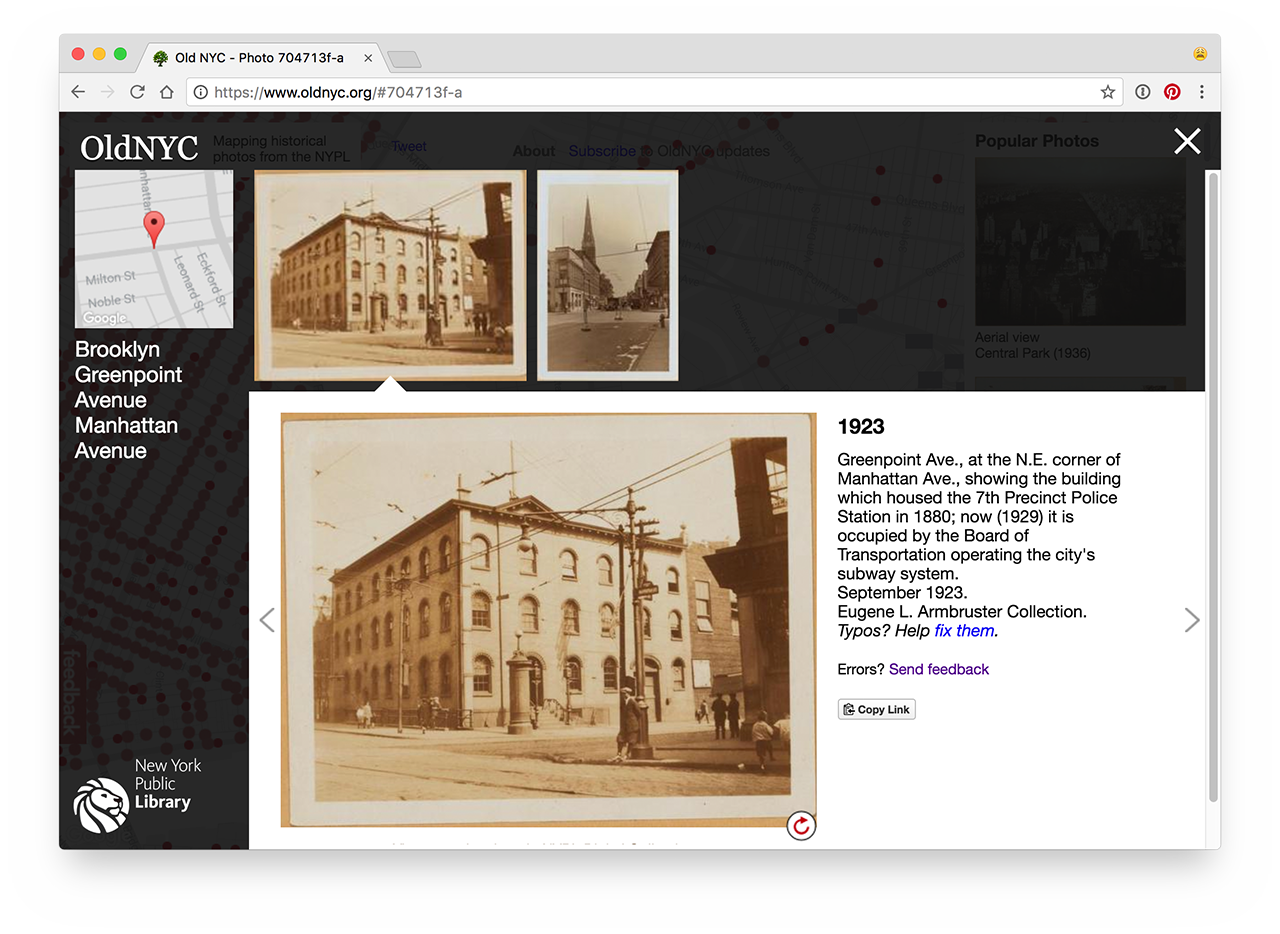 Old NYC - Photo 704713f-a
https://www.oldnyc.org/#704713f-a
OldNYC
Mapping historical
photos from the NYPL
Tweet
About Subscribe to OldNYC updates
Popular Photos
Milton St
Noble St
Leonard St
Eckford St
Google
Brooklyn
Greenpoint
Avenue
Manhattan
Avenue
Aerial view
Central Park (1936)
1923
Greenpoint Ave., at the N.E. corner of
Manhattan Ave., showing the building
which housed the 7th Precinct Police
Station in 1880; now (1929) it is
occupied by the Board of
Transportation operating the city's
subway system.
September 1923.
Eugene L. Armbruster Collection.
Typos? Help fix them.
Errors? Send feedback
Copy Link
feedback
New York
Public
Library